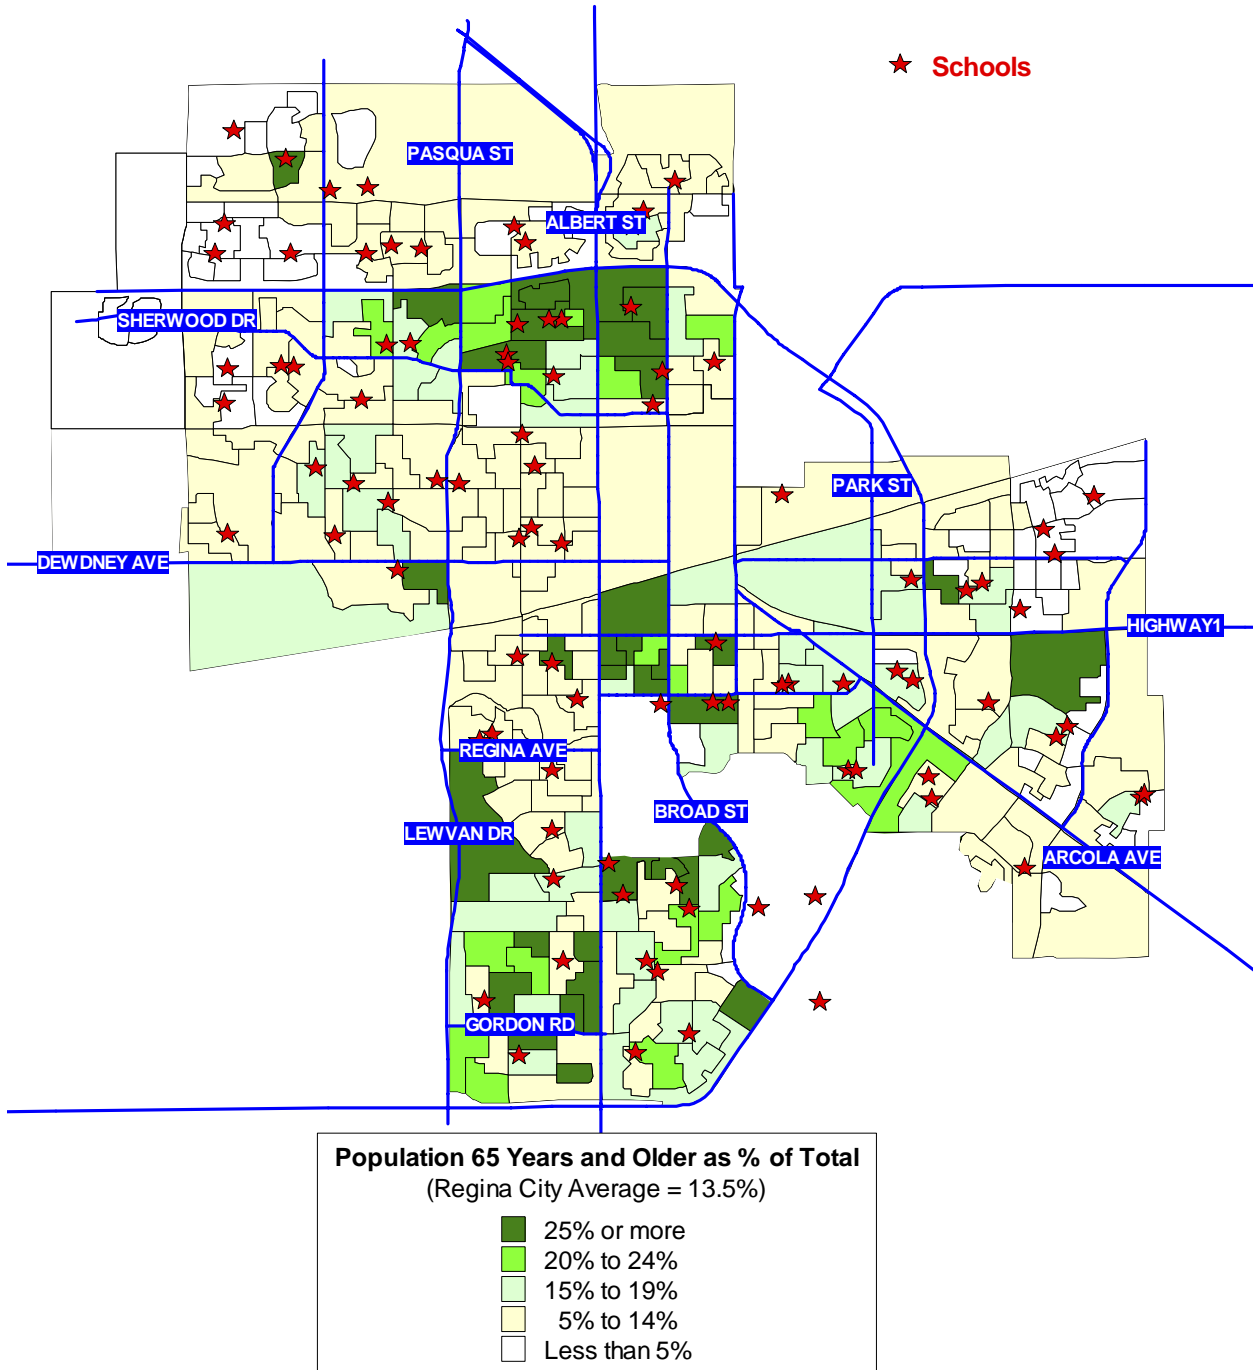 Schools
PASQUA ST
ALBERT ST
SHERWOOD DR
PARK ST
DEWDNEY AVE
HIGHWAY1
REGINA AVE
BROAD ST
LEWVAN DR
ARCOLA AVE
GORDON RD
Population 65 Years and Older as % of Total
(Regina City Average = 13.5%)
25% or more
20% to 24%
15% to 19%
5% to 14%
Less than 5%